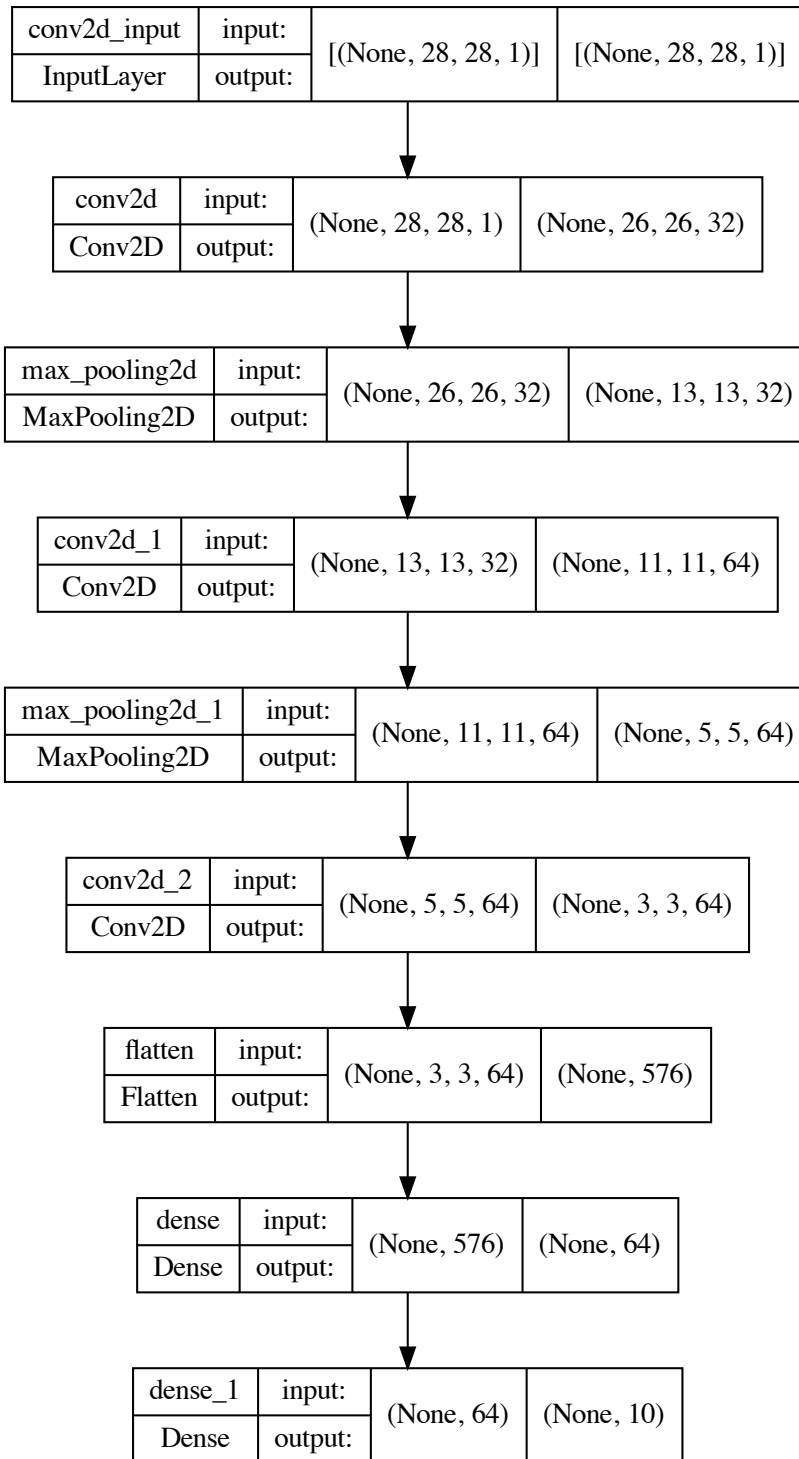 conv2d_input input: [(None, 28, 28, 1)] [(None, 28, 28, 1)]
InputLayer output:
conv2d input: (None, 28, 28, 1) (None, 26, 26, 32)
Conv2D output:
max_pooling2d input: (None, 26, 26, 32) (None, 13, 13, 32)
MaxPooling2D output:
conv2d_1 input: (None, 13, 13, 32) (None, 11, 11, 64)
Conv2D output:
max_pooling2d_1 input: (None, 11, 11, 64) (None, 5, 5, 64)
MaxPooling2D output:
conv2d_2 input: (None, 5, 5, 64) (None, 3, 3, 64)
Conv2D output:
flatten input: (None, 3, 3, 64) (None, 576)
Flatten output:
dense input: (None, 576) (None, 64)
Dense output:
dense_1 input: (None, 64) (None, 10)
Dense output: